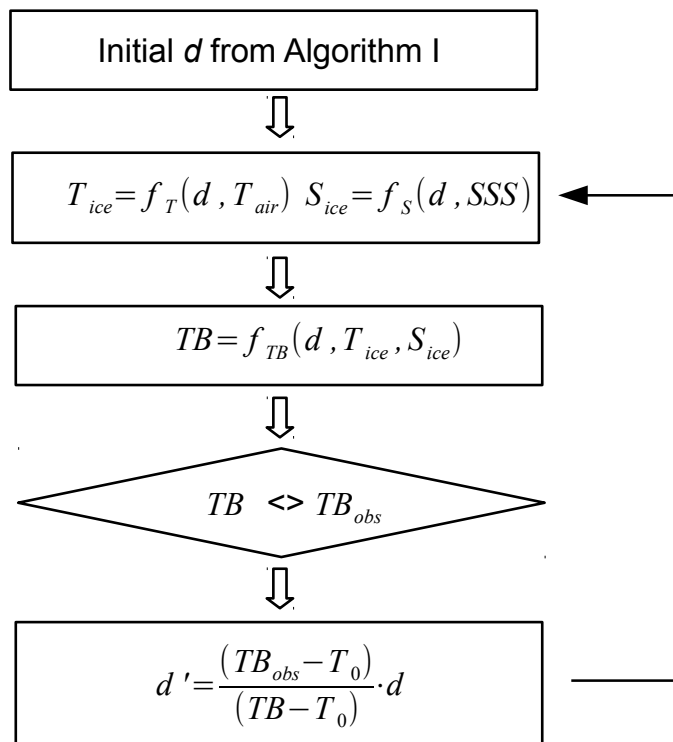 Initial d from Algorithm I
T_ice=f_T(d , T_air) S_ice=f_S(d , SSS)
TB=f_TB(d , T_ice , S_ice)
TB <> TB_obs
d '=(TB_obs−T_0)/(TB−T_0)·d